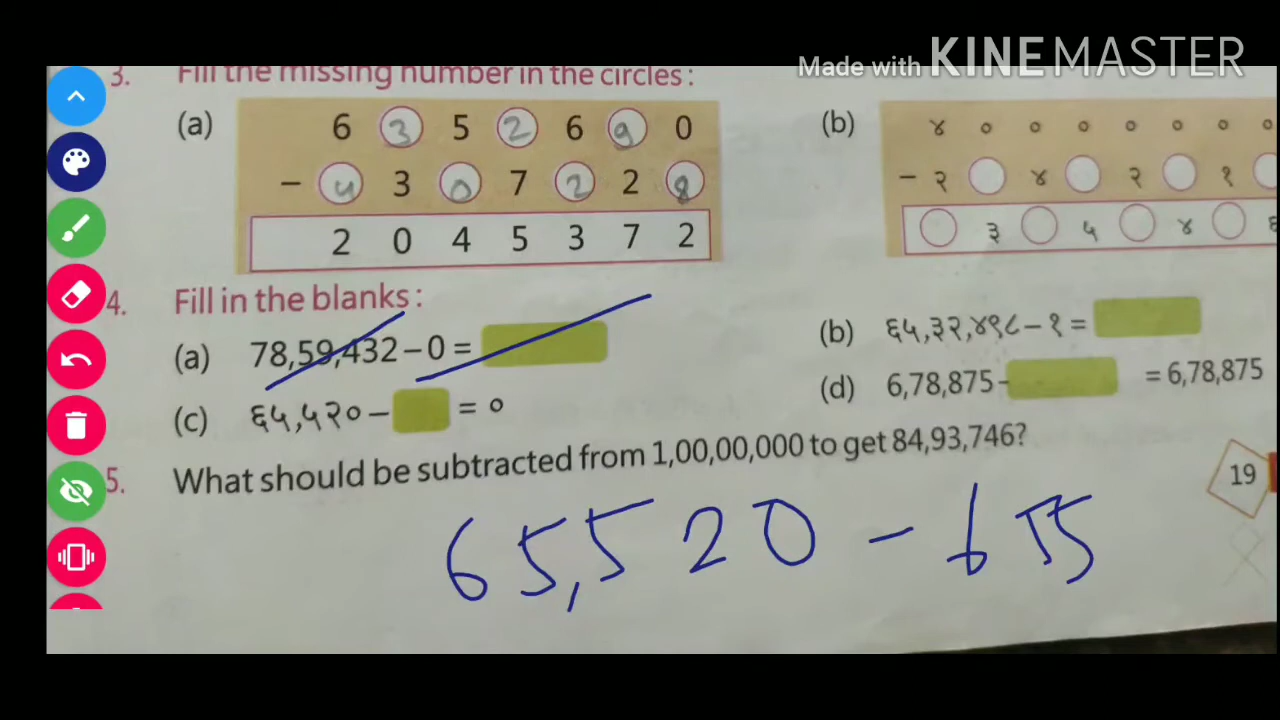 Made with KINEMASTER
3. Fill the missing number in the circles:
(a) 6 3 5 2 6 9 0
− 4 3 0 7 2 2 8
2 0 4 5 3 7 2
(b) ४ ० ० ० ० ० ० ०
− २ ४ २ १
३ ५ ४ ६
4. Fill in the blanks:
(a) 78,59,432 − 0 =
(b) ६५,३२,४९८ − १ =
(c) ६५,५२० − = ०
(d) 6,78,875 − = 6,78,875
5. What should be subtracted from 1,00,00,000 to get 84,93,746?
19
65,520 - 655